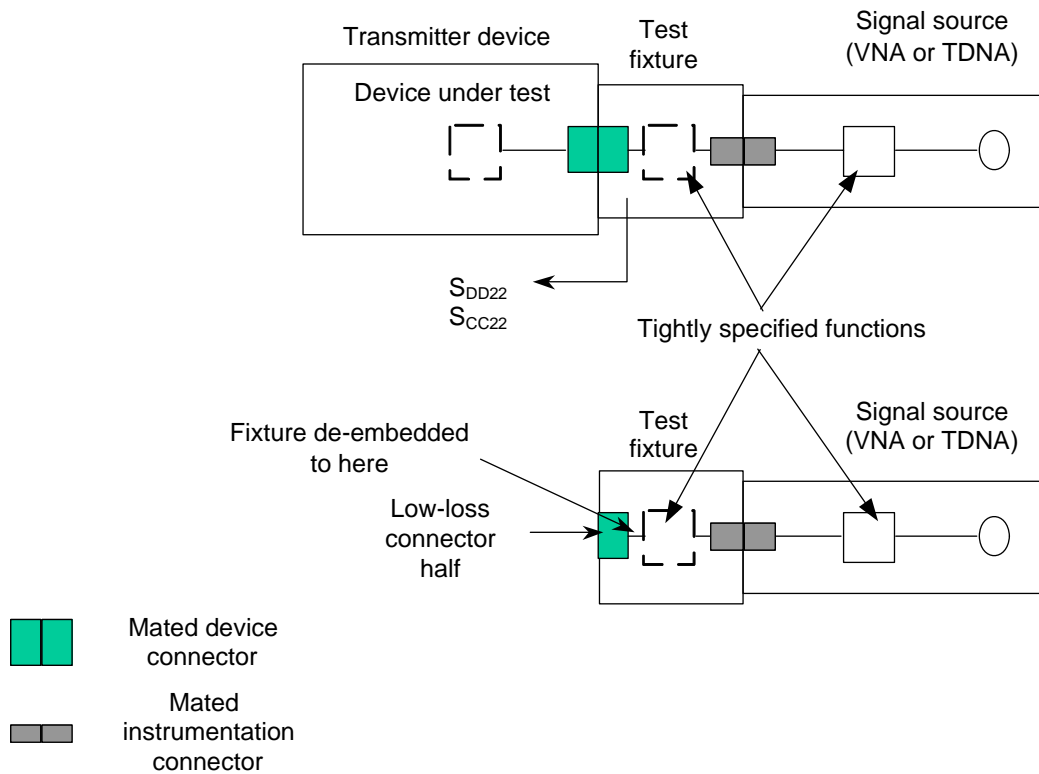 Transmitter device
Test
fixture
Signal source
(VNA or TDNA)
Device under test
SDD22
SCC22
Tightly specified functions
Fixture de-embedded
to here
Test
fixture
Signal source
(VNA or TDNA)
Low-loss
connector
half
Mated device
connector
Mated
instrumentation
connector